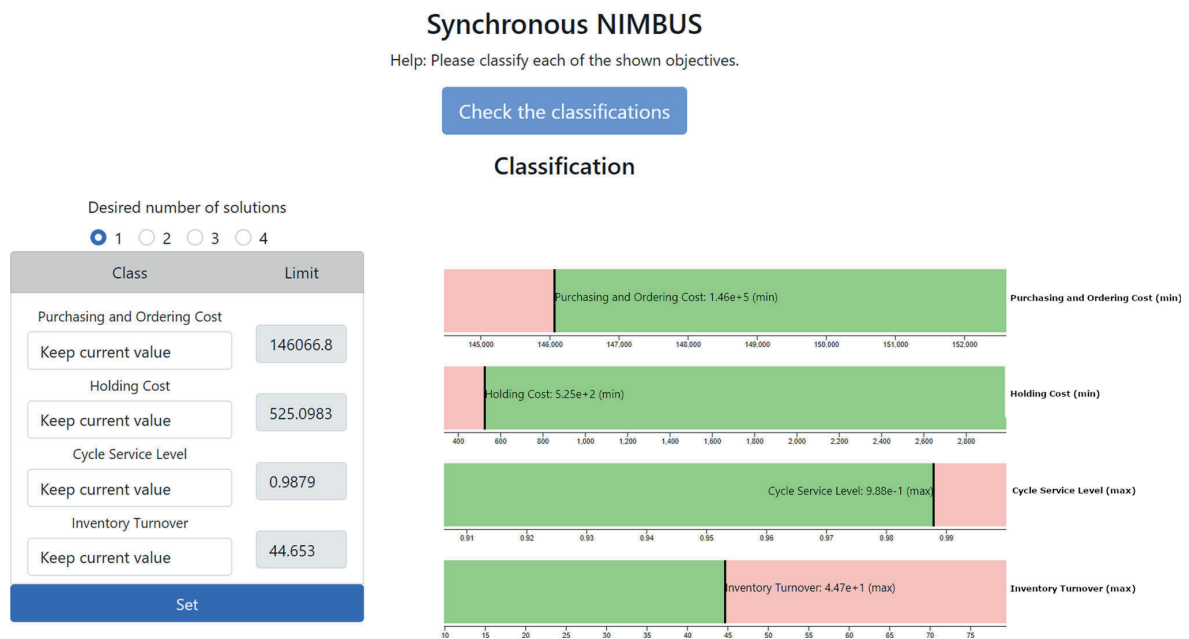 Synchronous NIMBUS
Help: Please classify each of the shown objectives.
Check the classifications
Classification
Desired number of solutions
1 2 3 4
Class Limit
Purchasing and Ordering Cost
Keep current value 146066.8
Holding Cost
Keep current value 525.0983
Cycle Service Level
Keep current value 0.9879
Inventory Turnover
Keep current value 44.653
Set
Purchasing and Ordering Cost: 1.46e+5 (min)
Purchasing and Ordering Cost (min)
145,000 146,000 147,000 148,000 149,000 150,000 151,000 152,000
Holding Cost: 5.25e+2 (min)
Holding Cost (min)
400 600 800 1,000 1,200 1,400 1,600 1,800 2,000 2,200 2,400 2,600 2,800
Cycle Service Level: 9.88e-1 (max)
Cycle Service Level (max)
0.91 0.92 0.93 0.94 0.95 0.96 0.97 0.98 0.99
Inventory Turnover: 4.47e+1 (max)
Inventory Turnover (max)
10 15 20 25 30 35 40 45 50 55 60 65 70 75